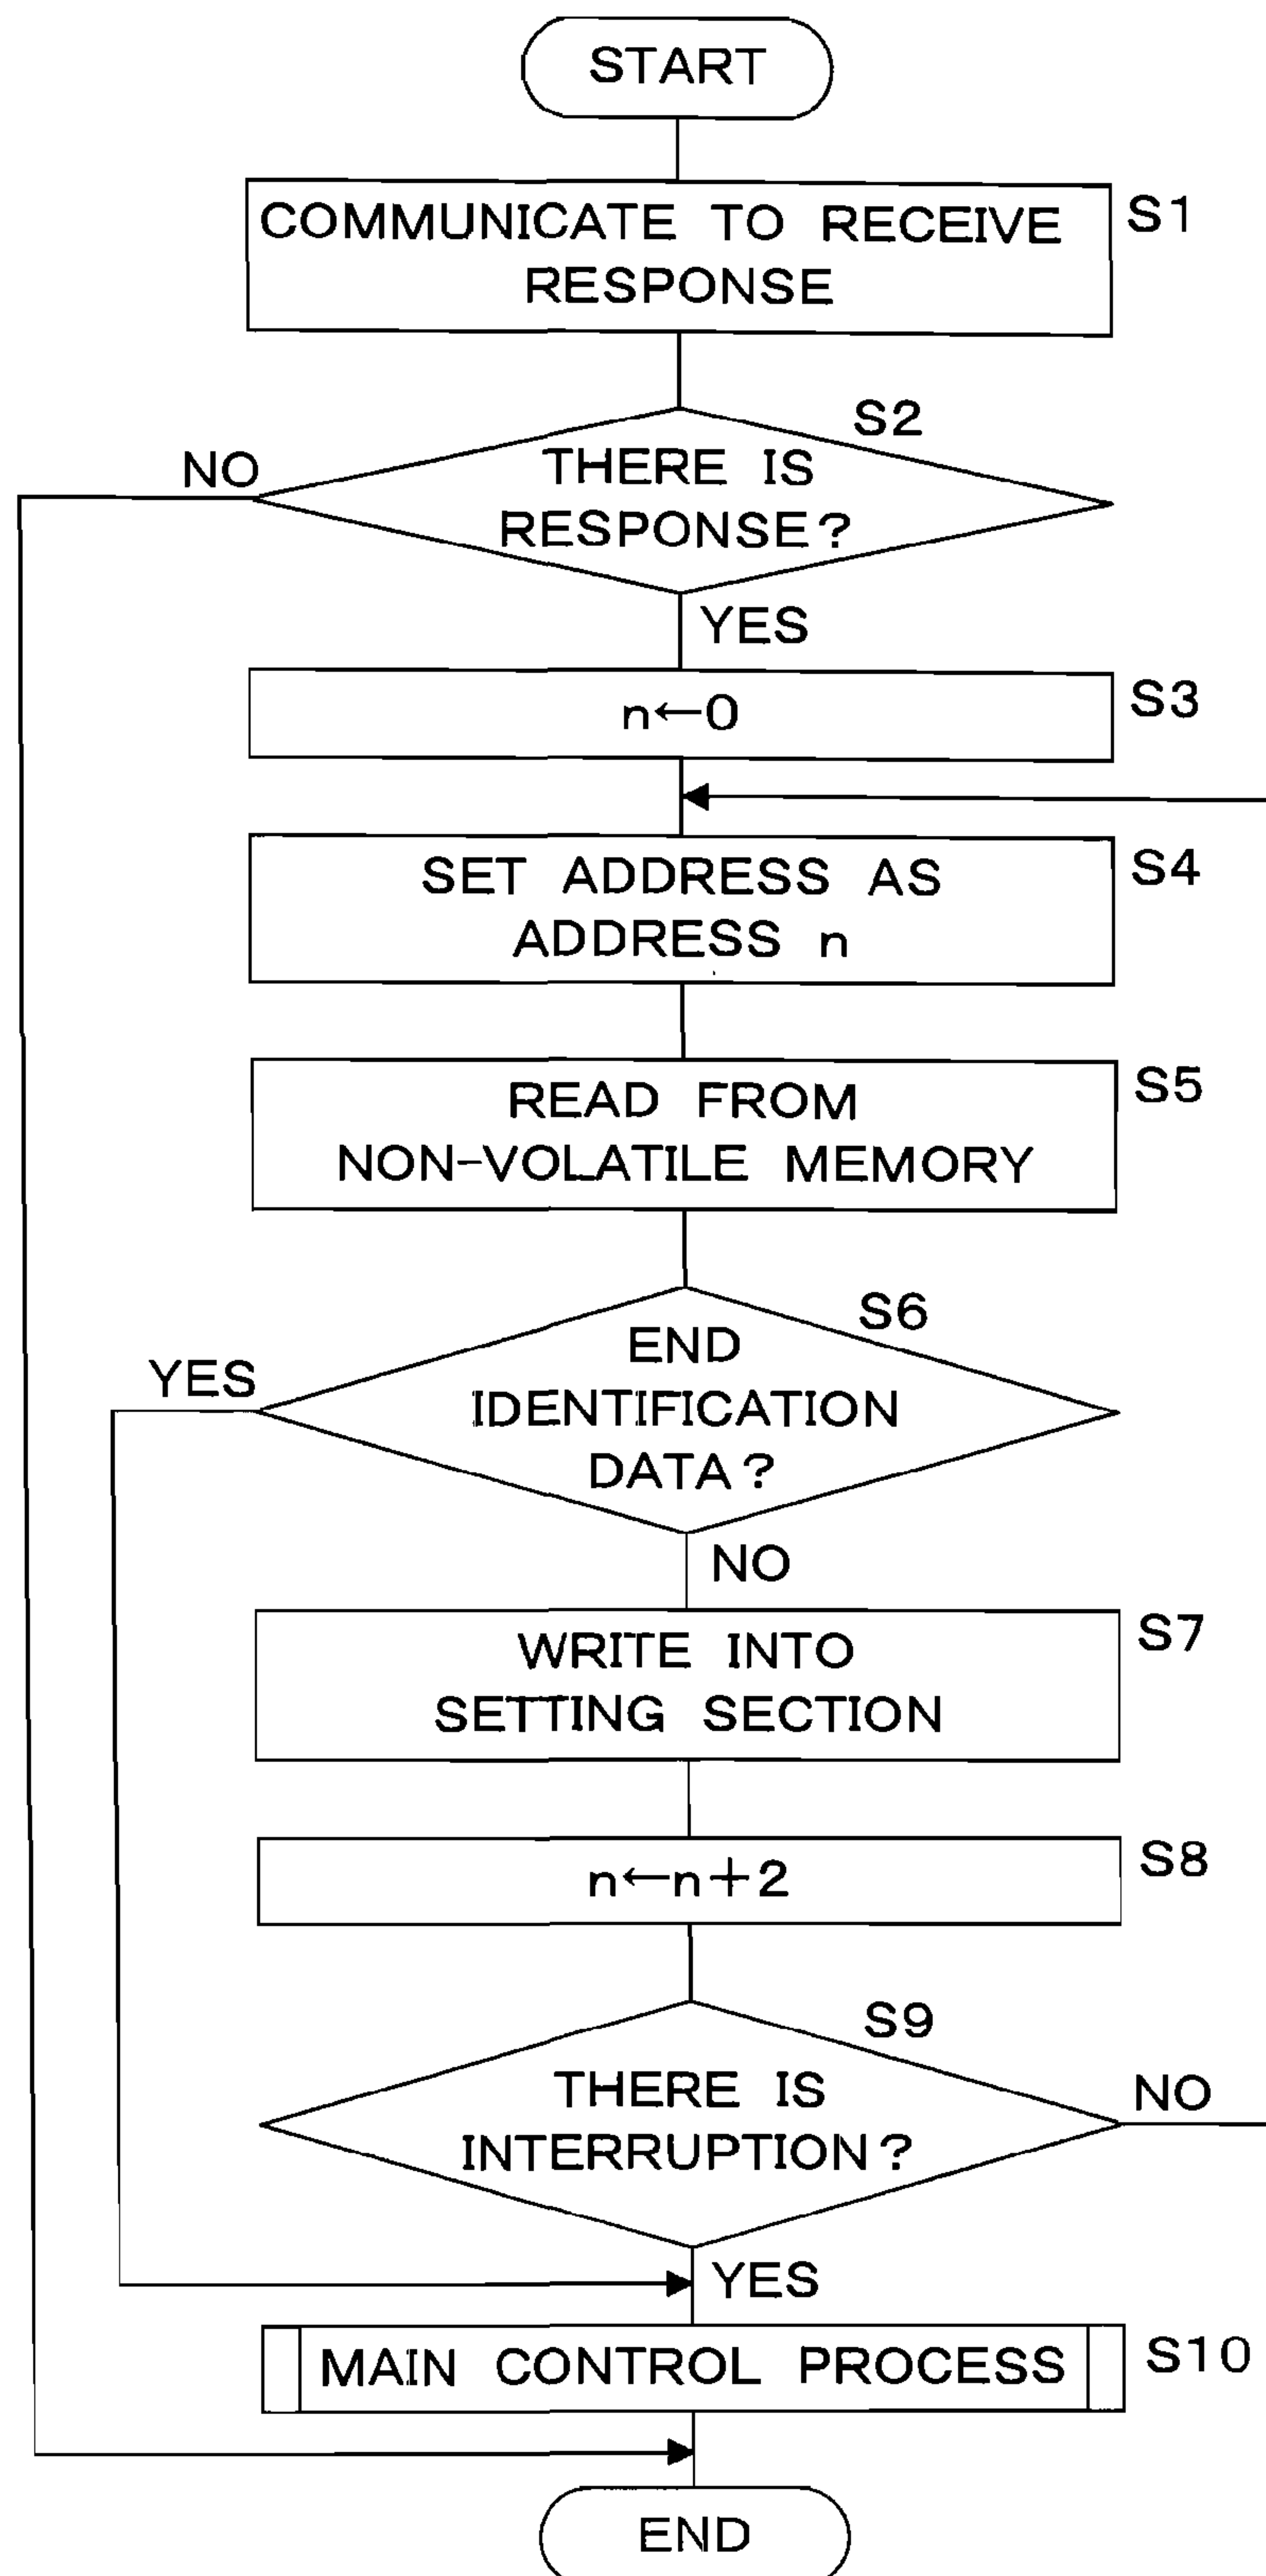 START
COMMUNICATE TO RECEIVE
RESPONSE
S1
S2
THERE IS
RESPONSE?
NO
YES
n←0
S3
SET ADDRESS AS
ADDRESS n
S4
READ FROM
NON-VOLATILE MEMORY
S5
S6
END
IDENTIFICATION
DATA?
YES
NO
WRITE INTO
SETTING SECTION
S7
n←n+2
S8
S9
THERE IS
INTERRUPTION?
NO
YES
MAIN CONTROL PROCESS
S10
END